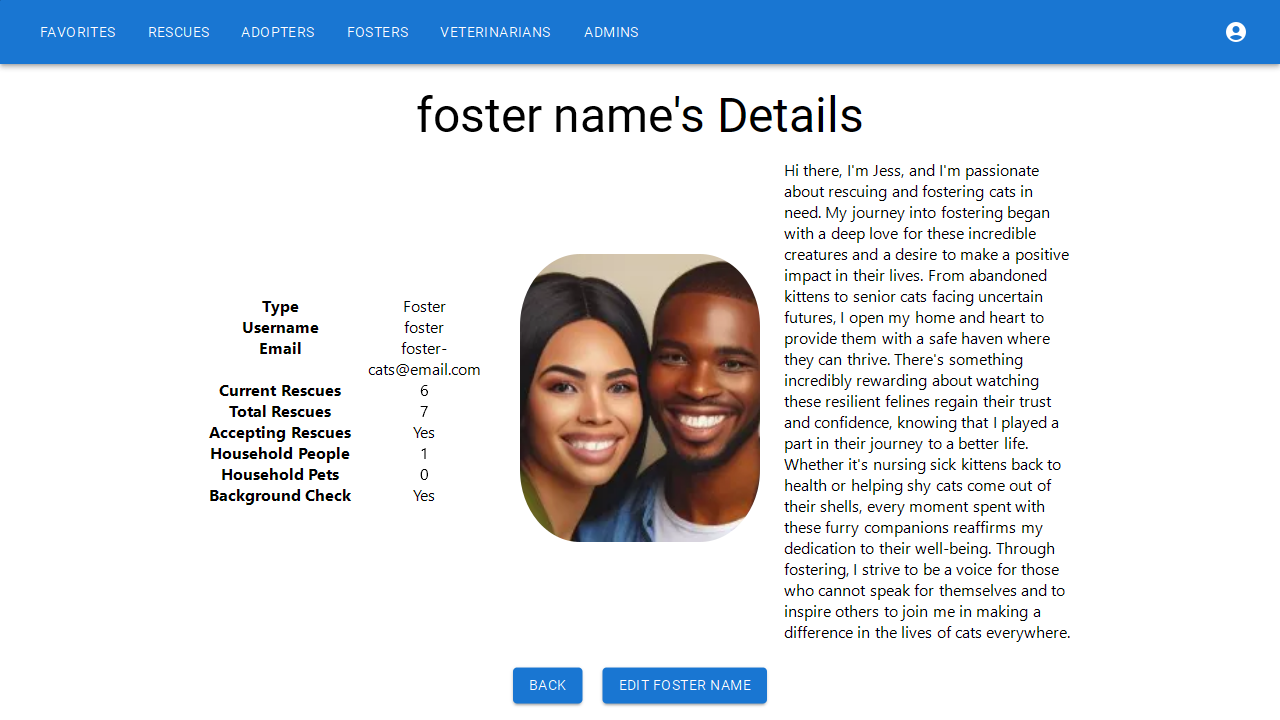 FAVORITES RESCUES ADOPTERS FOSTERS VETERINARIANS ADMINS
foster name's Details
Type Foster
Username foster
Email foster-
cats@email.com
Current Rescues 6
Total Rescues 7
Accepting Rescues Yes
Household People 1
Household Pets 0
Background Check Yes
Hi there, I'm Jess, and I'm passionate
about rescuing and fostering cats in
need. My journey into fostering began
with a deep love for these incredible
creatures and a desire to make a positive
impact in their lives. From abandoned
kittens to senior cats facing uncertain
futures, I open my home and heart to
provide them with a safe haven where
they can thrive. There's something
incredibly rewarding about watching
these resilient felines regain their trust
and confidence, knowing that I played a
part in their journey to a better life.
Whether it's nursing sick kittens back to
health or helping shy cats come out of
their shells, every moment spent with
these furry companions reaffirms my
dedication to their well-being. Through
fostering, I strive to be a voice for those
who cannot speak for themselves and to
inspire others to join me in making a
difference in the lives of cats everywhere.
BACK EDIT FOSTER NAME